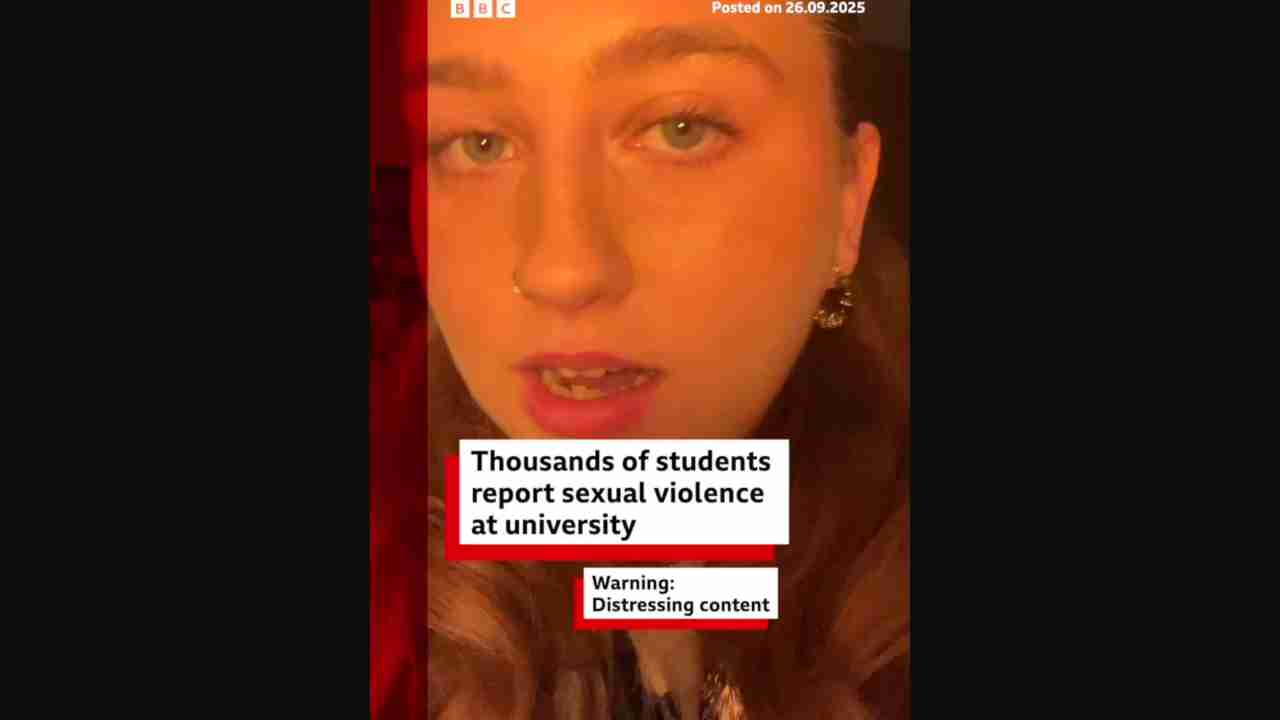 BBC
Posted on 26.09.2025
Thousands of students
report sexual violence
at university
Warning:
Distressing content